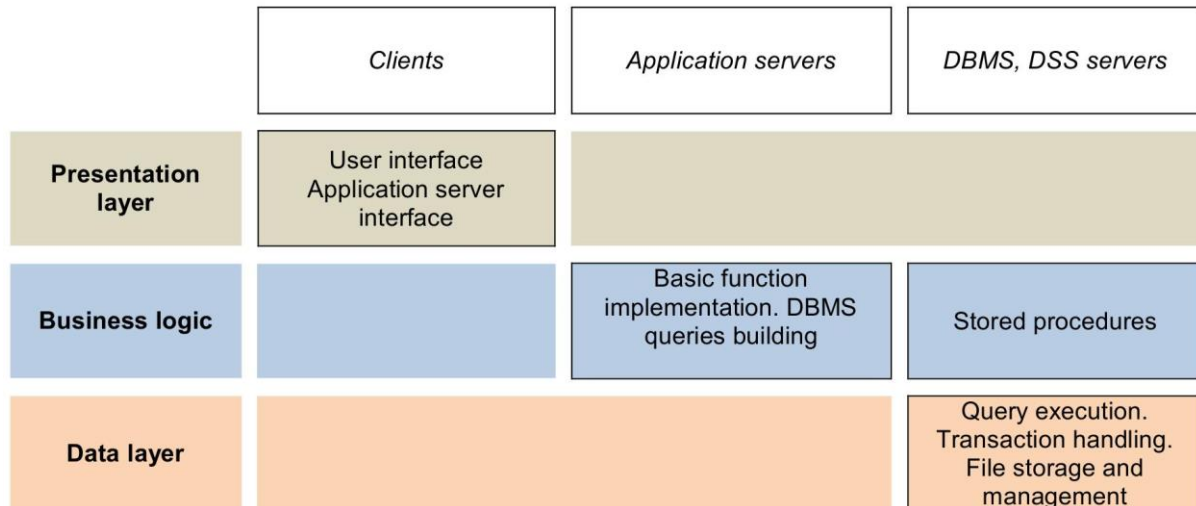 Clients
Application servers
DBMS, DSS servers
Presentation
layer
User interface
Application server
interface
Business logic
Basic function
implementation. DBMS
queries building
Stored procedures
Data layer
Query execution.
Transaction handling.
File storage and
management